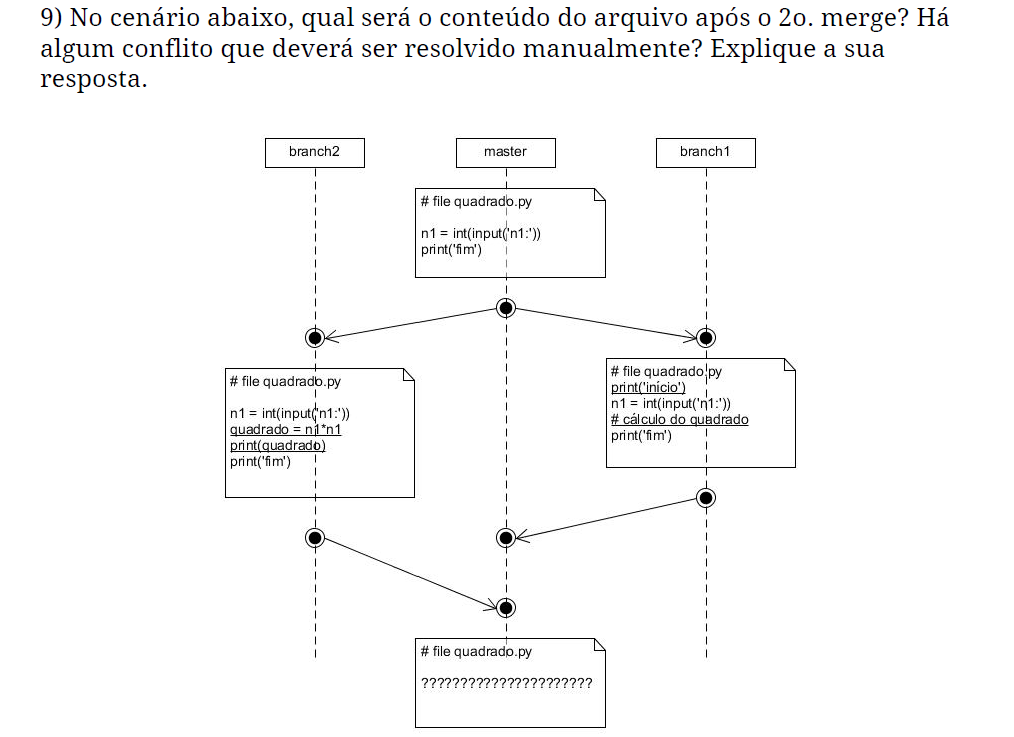 9) No cenário abaixo, qual será o conteúdo do arquivo após o 2o. merge? Há
algum conflito que deverá ser resolvido manualmente? Explique a sua
resposta.
branch2
master
branch1
# file quadrado.py
n1 = int(input('n1:'))
print('fim')
# file quadrado.py
n1 = int(input('n1:'))
quadrado = n1*n1
print(quadrado)
print('fim')
# file quadrado.py
print('início')
n1 = int(input('n1:'))
# cálculo do quadrado
print('fim')
# file quadrado.py
??????????????????????